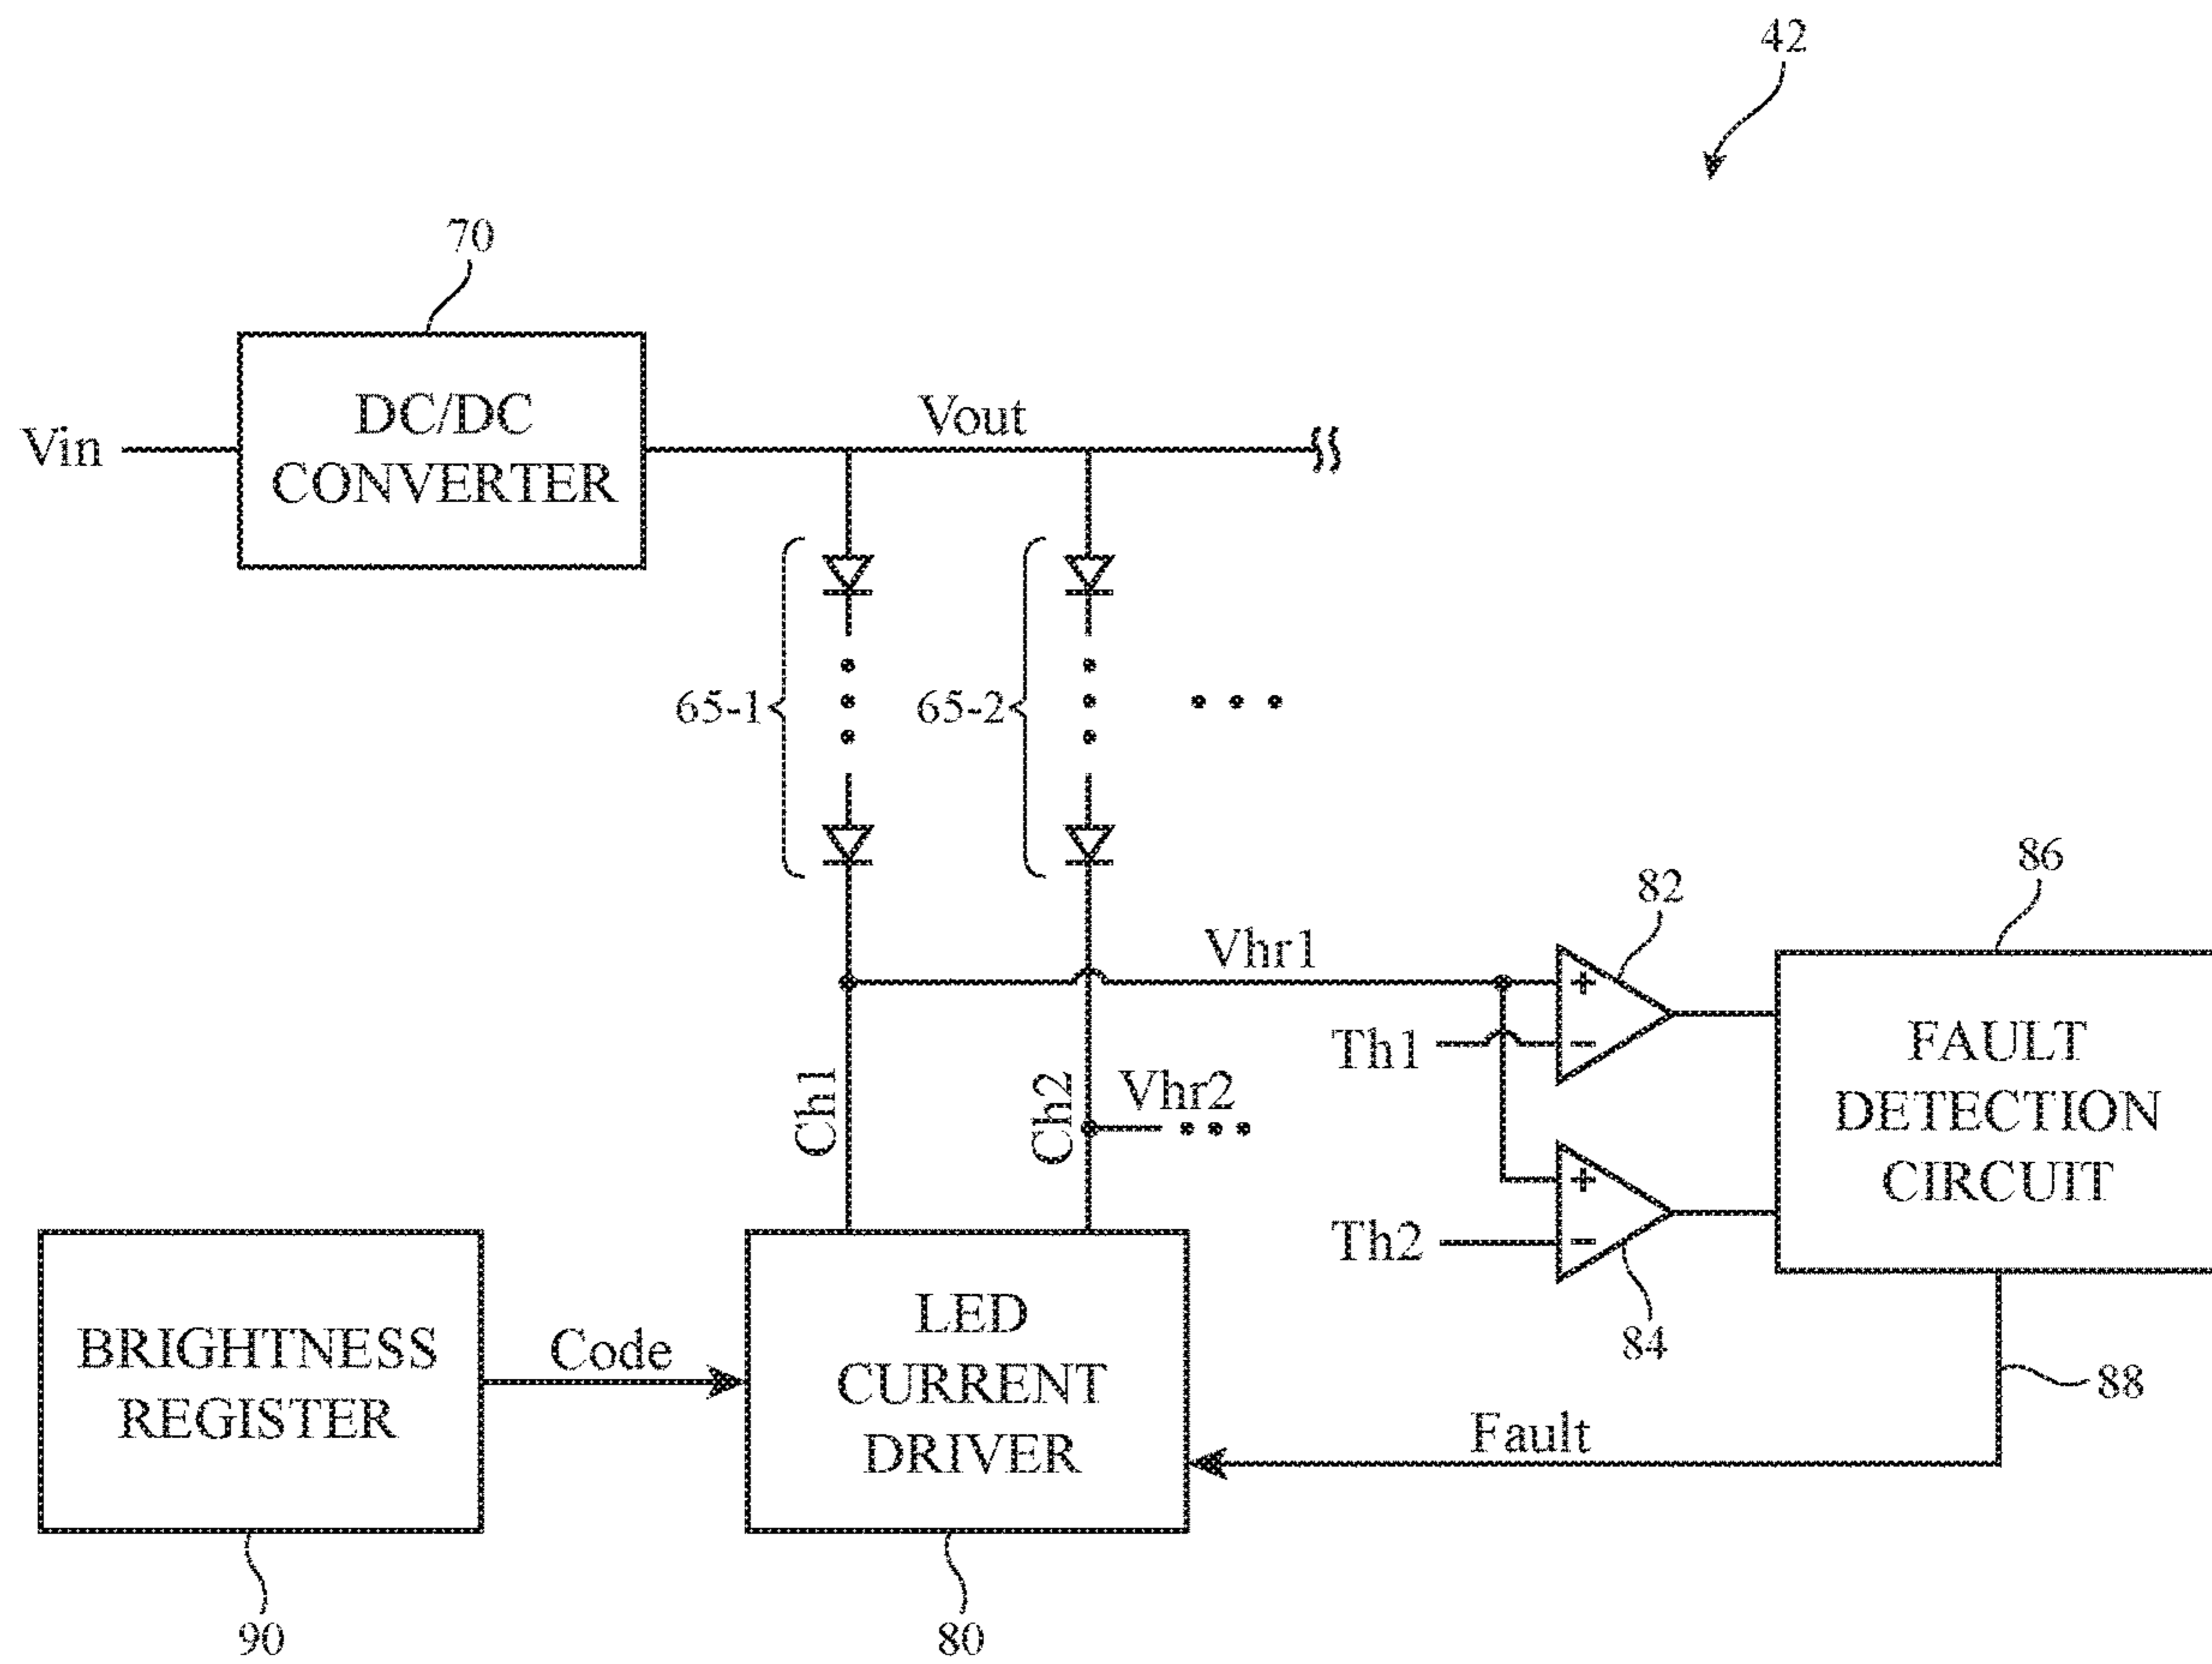 42
70
DC/DC
CONVERTER
Vin
Vout
65-1
65-2
82
86
Vhr1
Th1
FAULT
DETECTION
CIRCUIT
Ch1
Ch2
Vhr2
Th2
84
88
BRIGHTNESS
REGISTER
Code
LED
CURRENT
DRIVER
Fault
90
80